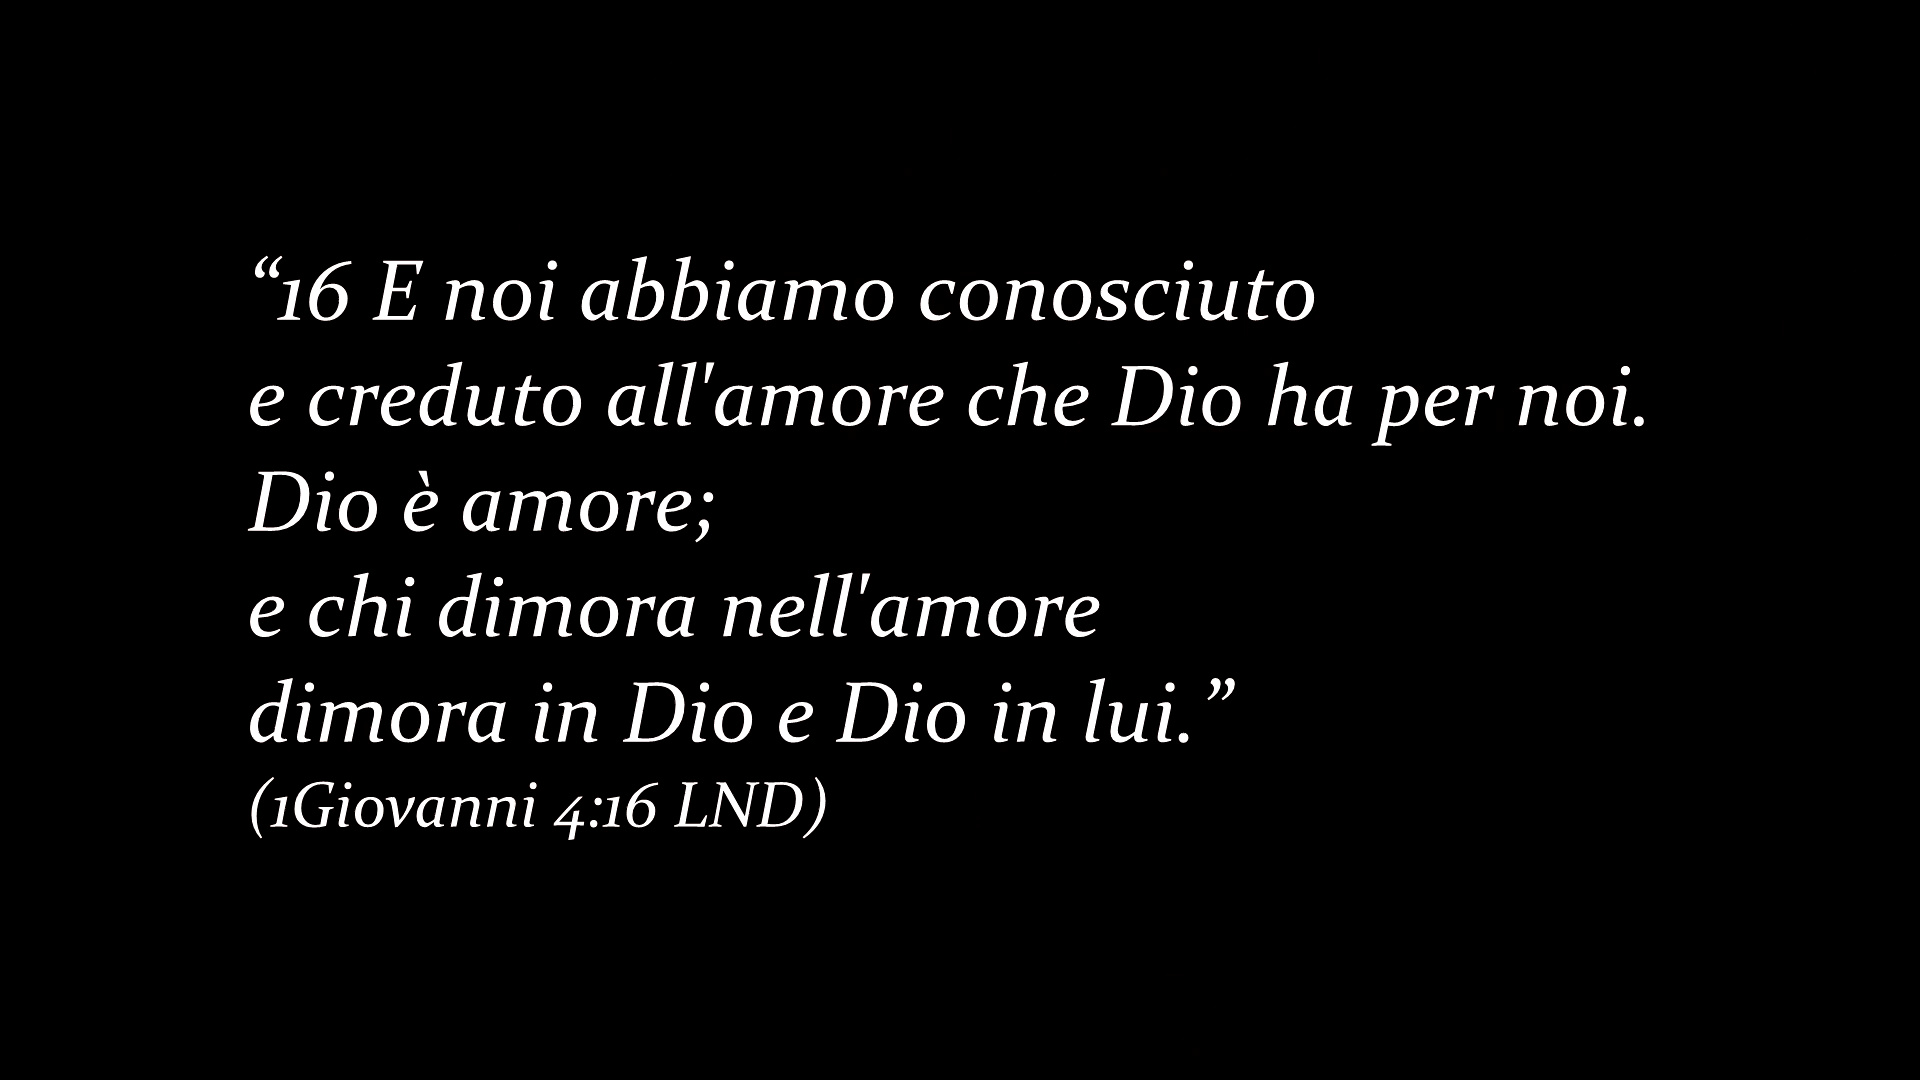 “16 E noi abbiamo conosciuto
e creduto all'amore che Dio ha per noi.
Dio è amore;
e chi dimora nell'amore
dimora in Dio e Dio in lui.”
(1Giovanni 4:16 LND)